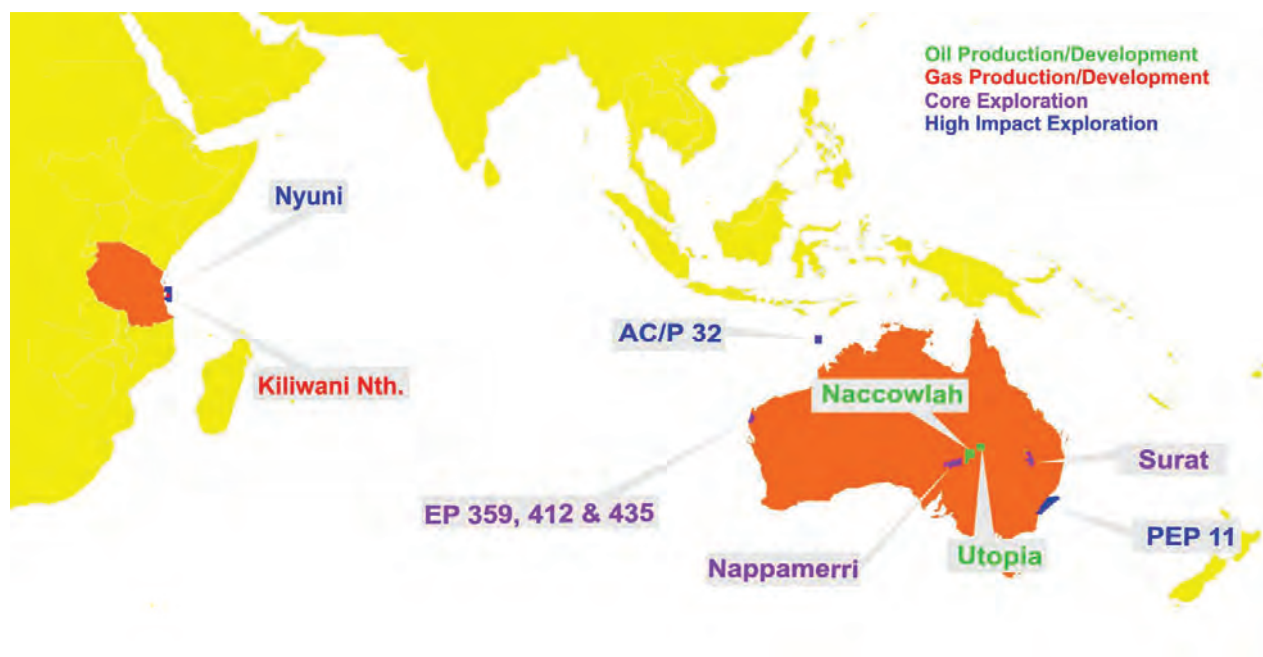 Oil Production/Development
Gas Production/Development
Core Exploration
High Impact Exploration
Nyuni
AC/P 32
Kiliwani Nth.
Naccowlah
Surat
EP 359, 412 & 435
PEP 11
Utopia
Nappamerri